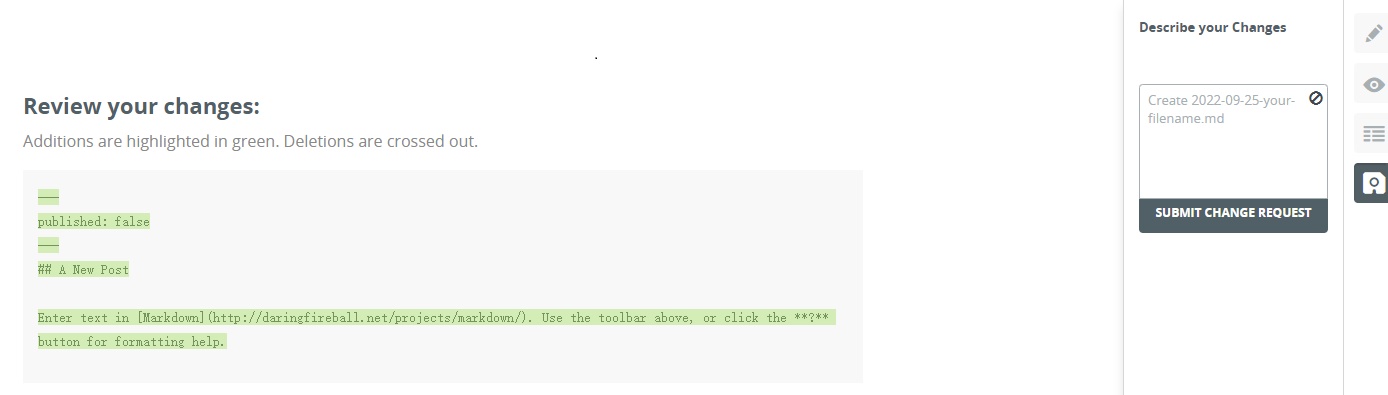 Describe your Changes
Create 2022-09-25-your-
filename.md
SUBMIT CHANGE REQUEST
Review your changes:
Additions are highlighted in green. Deletions are crossed out.
---
published: false
---
## A New Post
Enter text in [Markdown](http://daringfireball.net/projects/markdown/). Use the toolbar above, or click the **?**
button for formatting help.